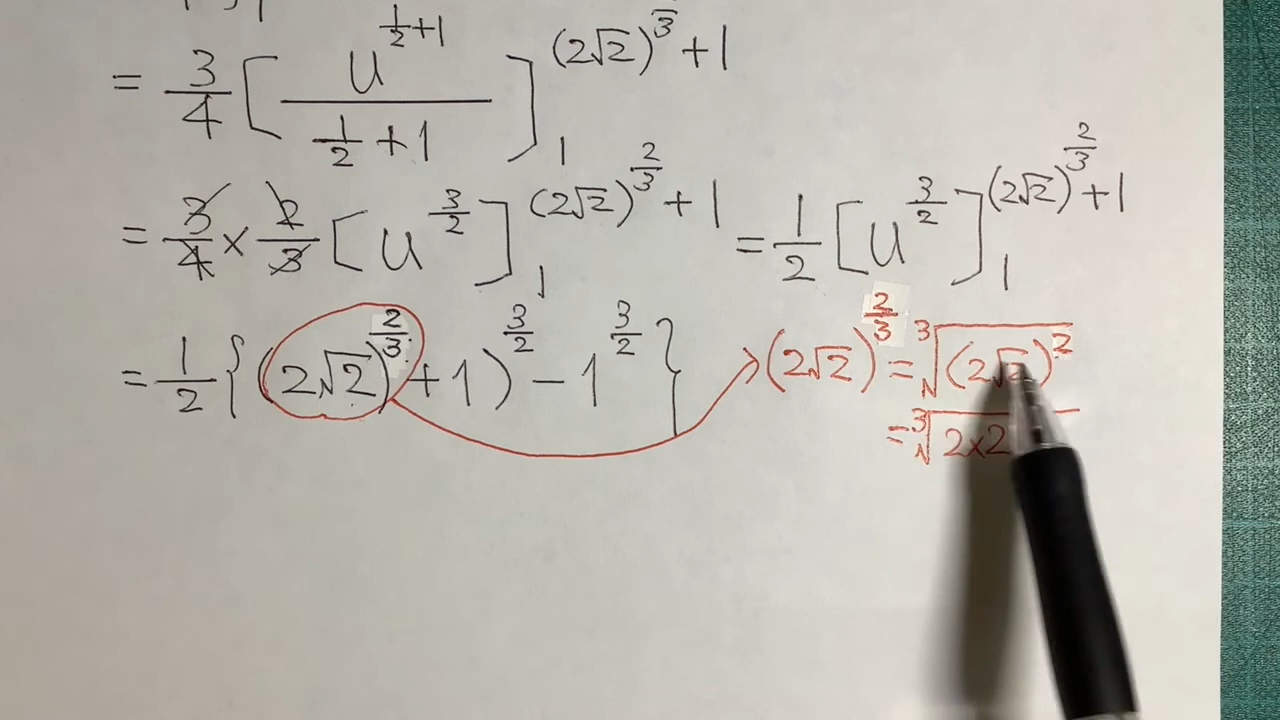 = 3/4 [ u^{1/2+1} / (1/2 + 1) ]_1^{(2√2)^{2/3} + 1}
= 3/4 × 2/3 [ u^{3/2} ]_1^{(2√2)^{2/3} + 1} = 1/2 [ u^{3/2} ]_1^{(2√2)^{2/3} + 1}
= 1/2 { (2√2)^{2/3} + 1)^{3/2} − 1^{3/2} }
(2√2)^{2/3} = ∛(2√2)^2
= ∛2×2